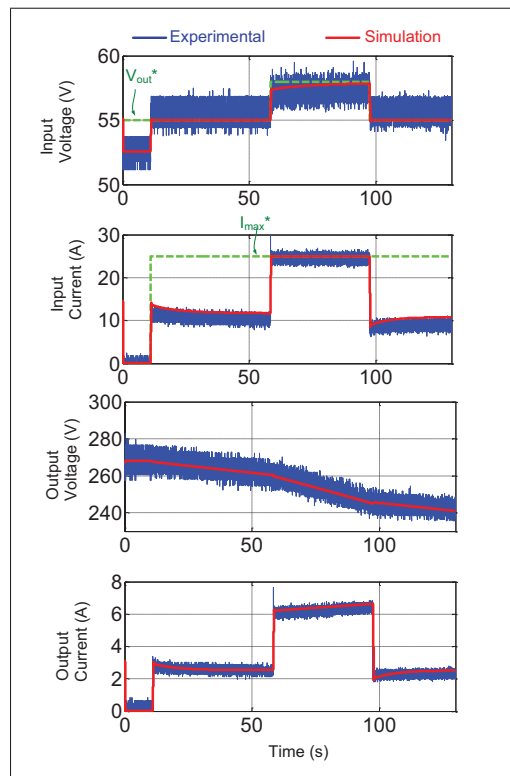 Experimental
Simulation
60
55
50
Input
Voltage (V)
V_out*
0
50
100
30
20
10
0
Input
Current (A)
I_max*
0
50
100
300
280
260
240
Output
Voltage (V)
0
50
100
8
6
4
2
0
Output
Current (A)
0
50
100
Time (s)